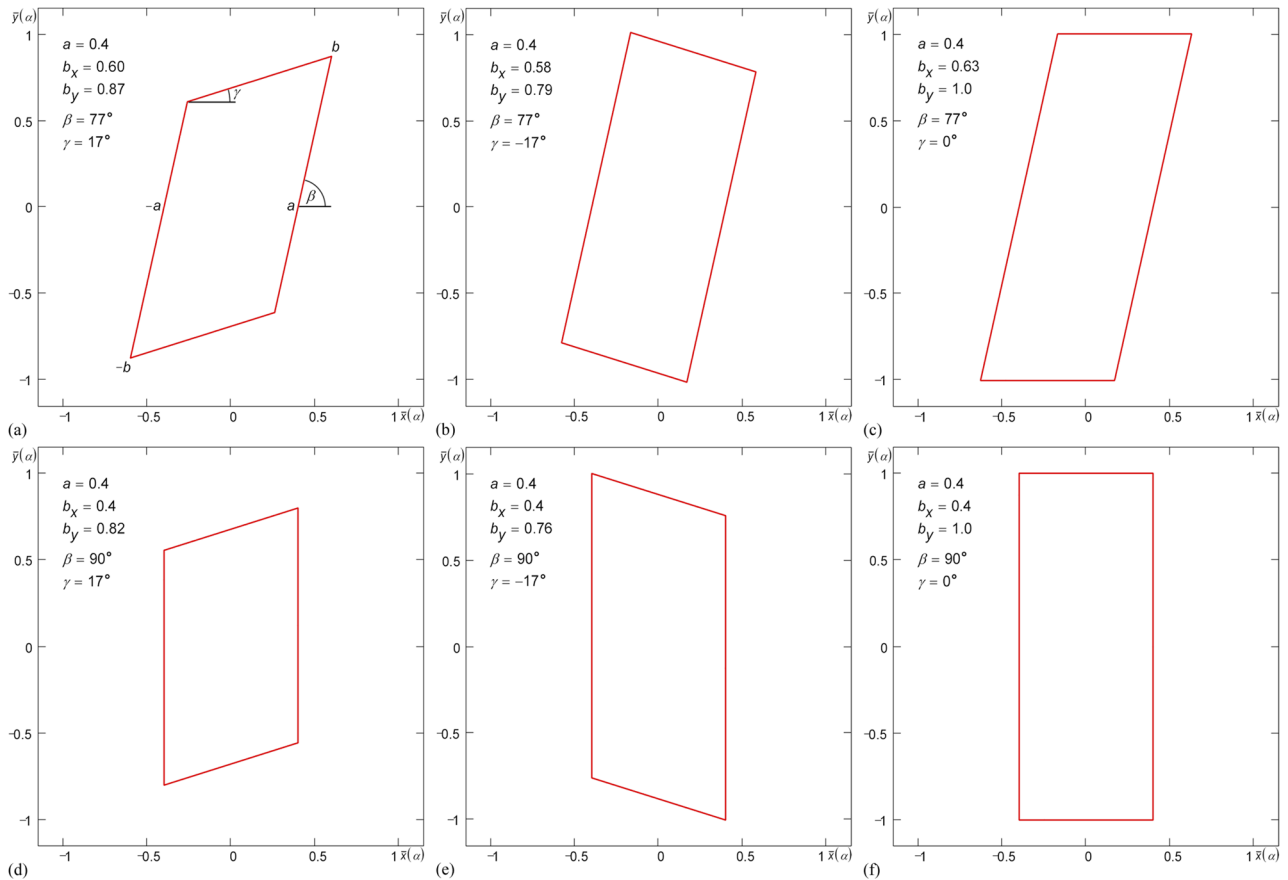 ȳ(α)
1
0.5
0
−0.5
−1
a = 0.4
b_x = 0.60
b_y = 0.87
β = 77°
γ = 17°
b
γ
−a
a
β
−b
−1
−0.5
0
0.5
1 x̄(α)
(a)
ȳ(α)
1
0.5
0
−0.5
−1
a = 0.4
b_x = 0.58
b_y = 0.79
β = 77°
γ = −17°
−1
−0.5
0
0.5
1 x̄(α)
(b)
ȳ(α)
1
0.5
0
−0.5
−1
a = 0.4
b_x = 0.63
b_y = 1.0
β = 77°
γ = 0°
−1
−0.5
0
0.5
1 x̄(α)
(c)
ȳ(α)
1
0.5
0
−0.5
−1
a = 0.4
b_x = 0.4
b_y = 0.82
β = 90°
γ = 17°
−1
−0.5
0
0.5
1 x̄(α)
(d)
ȳ(α)
1
0.5
0
−0.5
−1
a = 0.4
b_x = 0.4
b_y = 0.76
β = 90°
γ = −17°
−1
−0.5
0
0.5
1 x̄(α)
(e)
ȳ(α)
1
0.5
0
−0.5
−1
a = 0.4
b_x = 0.4
b_y = 1.0
β = 90°
γ = 0°
−1
−0.5
0
0.5
1 x̄(α)
(f)